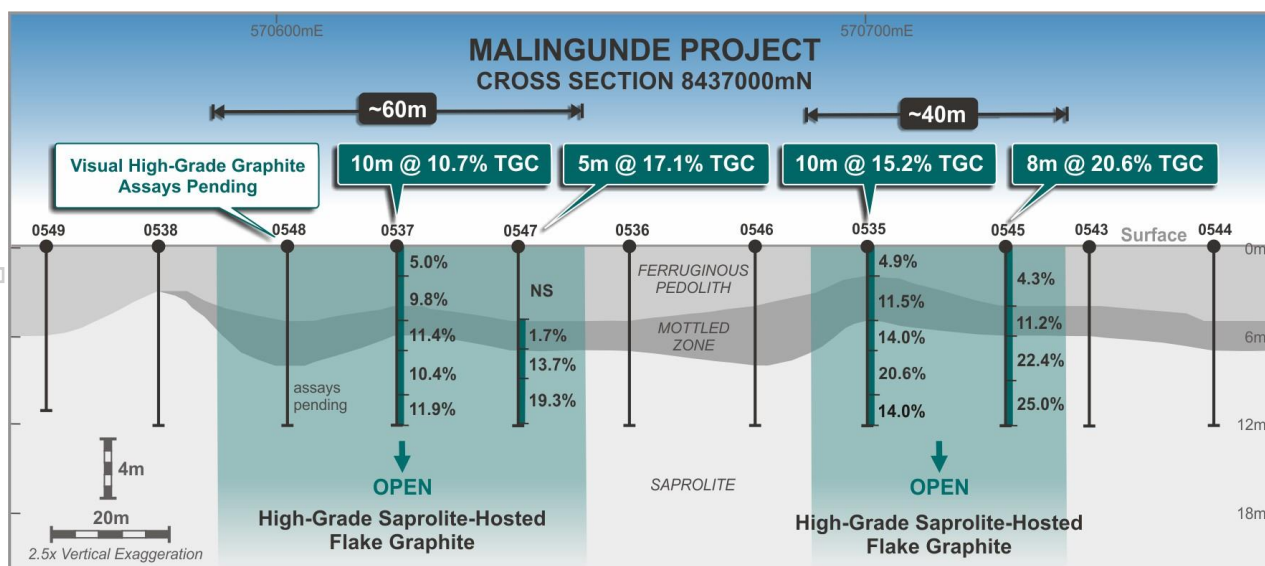 570600mE
570700mE
MALINGUNDE PROJECT
CROSS SECTION 8437000mN
~60m
~40m
Visual High-Grade Graphite
Assays Pending
10m @ 10.7% TGC
5m @ 17.1% TGC
10m @ 15.2% TGC
8m @ 20.6% TGC
0549
0538
0548
0537
0547
0536
0546
0535
0545
0543
0544
Surface
0m
5.0%
9.8%
11.4%
10.4%
11.9%
NS
1.7%
13.7%
19.3%
FERRUGINOUS
PEDOLITH
MOTTLED
ZONE
4.9%
11.5%
14.0%
20.6%
14.0%
4.3%
11.2%
22.4%
25.0%
6m
assays
pending
12m
4m
OPEN
SAPROLITE
OPEN
20m
High-Grade Saprolite-Hosted
Flake Graphite
High-Grade Saprolite-Hosted
Flake Graphite
18m
2.5x Vertical Exaggeration